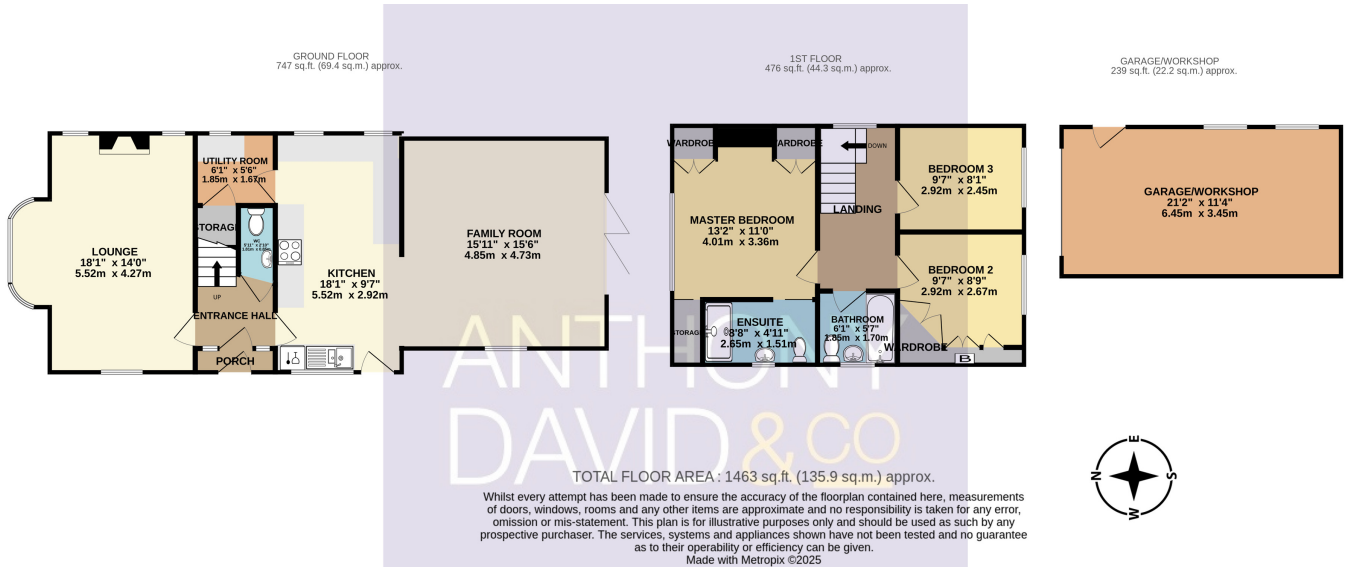 GROUND FLOOR
747 sq.ft. (69.4 sq.m.) approx.
1ST FLOOR
476 sq.ft. (44.3 sq.m.) approx.
GARAGE/WORKSHOP
239 sq.ft. (22.2 sq.m.) approx.
LOUNGE
18'1" x 14'0"
5.52m x 4.27m
UTILITY ROOM
6'1" x 5'6"
1.85m x 1.67m
STORAGE
WC
UP
ENTRANCE HALL
PORCH
KITCHEN
18'1" x 9'7"
5.52m x 2.92m
FAMILY ROOM
15'11" x 15'6"
4.85m x 4.73m
WARDROBE
WARDROBE
DOWN
MASTER BEDROOM
13'2" x 11'0"
4.01m x 3.36m
LANDING
BEDROOM 3
9'7" x 8'1"
2.92m x 2.45m
BEDROOM 2
9'7" x 8'9"
2.92m x 2.67m
STORAGE
ENSUITE
8'8" x 4'11"
2.65m x 1.51m
BATHROOM
6'1" x 5'7"
1.85m x 1.70m
WARDROBE
B
GARAGE/WORKSHOP
21'2" x 11'4"
6.45m x 3.45m
ANTHONY
DAVID & CO
N
E
S
W
TOTAL FLOOR AREA : 1463 sq.ft. (135.9 sq.m.) approx.
Whilst every attempt has been made to ensure the accuracy of the floorplan contained here, measurements
of doors, windows, rooms and any other items are approximate and no responsibility is taken for any error,
omission or mis-statement. This plan is for illustrative purposes only and should be used as such by any
prospective purchaser. The services, systems and appliances shown have not been tested and no guarantee
as to their operability or efficiency can be given.
Made with Metropix ©2025